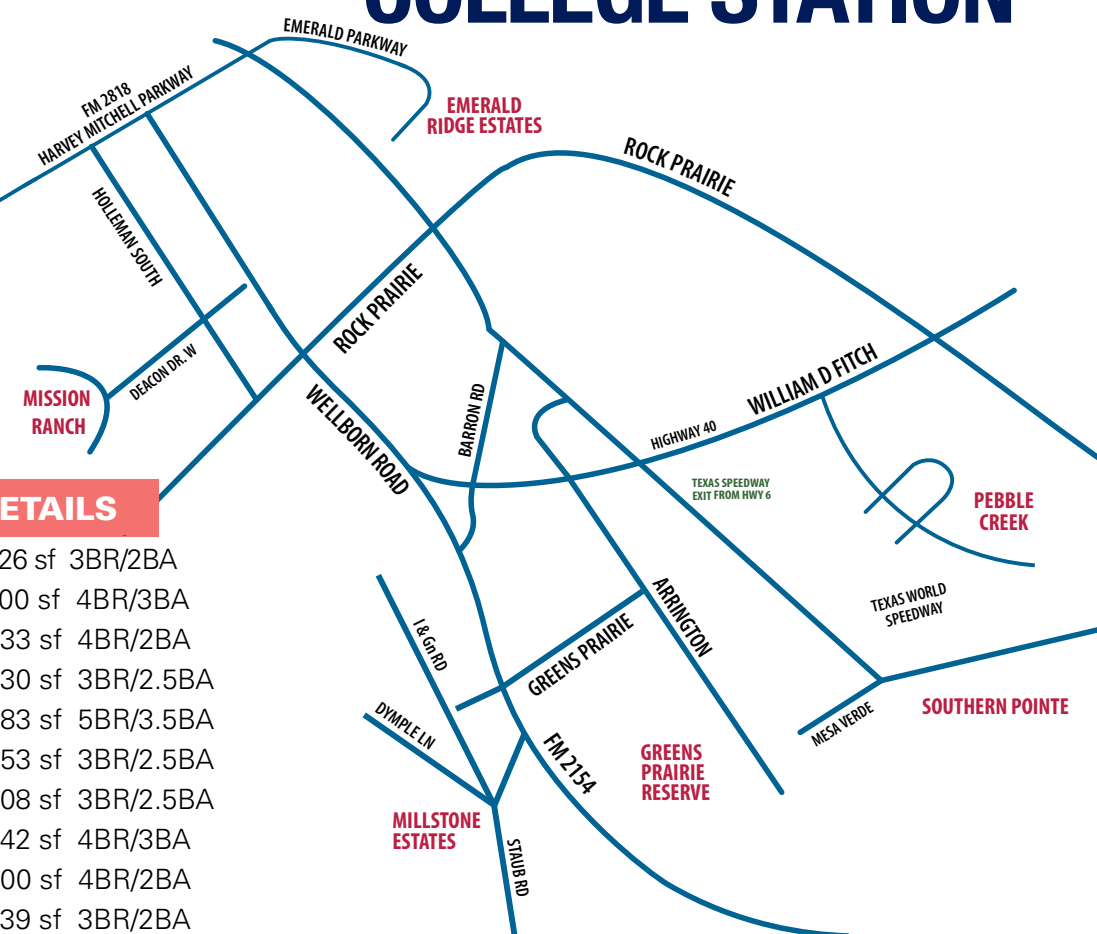 COLLEGE STATION
EMERALD PARKWAY
FM 2818
HARVEY MITCHELL PARKWAY
EMERALD
RIDGE ESTATES
ROCK PRAIRIE
HOLLEMAN SOUTH
ROCK PRAIRIE
DEACON DR. W
MISSION
RANCH
WELLBORN ROAD
BARRON RD
WILLIAM D FITCH
HIGHWAY 40
TEXAS SPEEDWAY
EXIT FROM HWY 6
PEBBLE
CREEK
ETAILS
26 sf 3BR/2BA
00 sf 4BR/3BA
33 sf 4BR/2BA
30 sf 3BR/2.5BA
83 sf 5BR/3.5BA
53 sf 3BR/2.5BA
08 sf 3BR/2.5BA
42 sf 4BR/3BA
00 sf 4BR/2BA
39 sf 3BR/2BA
TEXAS WORLD
SPEEDWAY
ARRINGTON
I & Gn RD
GREENS PRAIRIE
DYMPLE LN
FM 2154
MESA VERDE
SOUTHERN POINTE
GREENS
PRAIRIE
RESERVE
MILLSTONE
ESTATES
STAUB RD